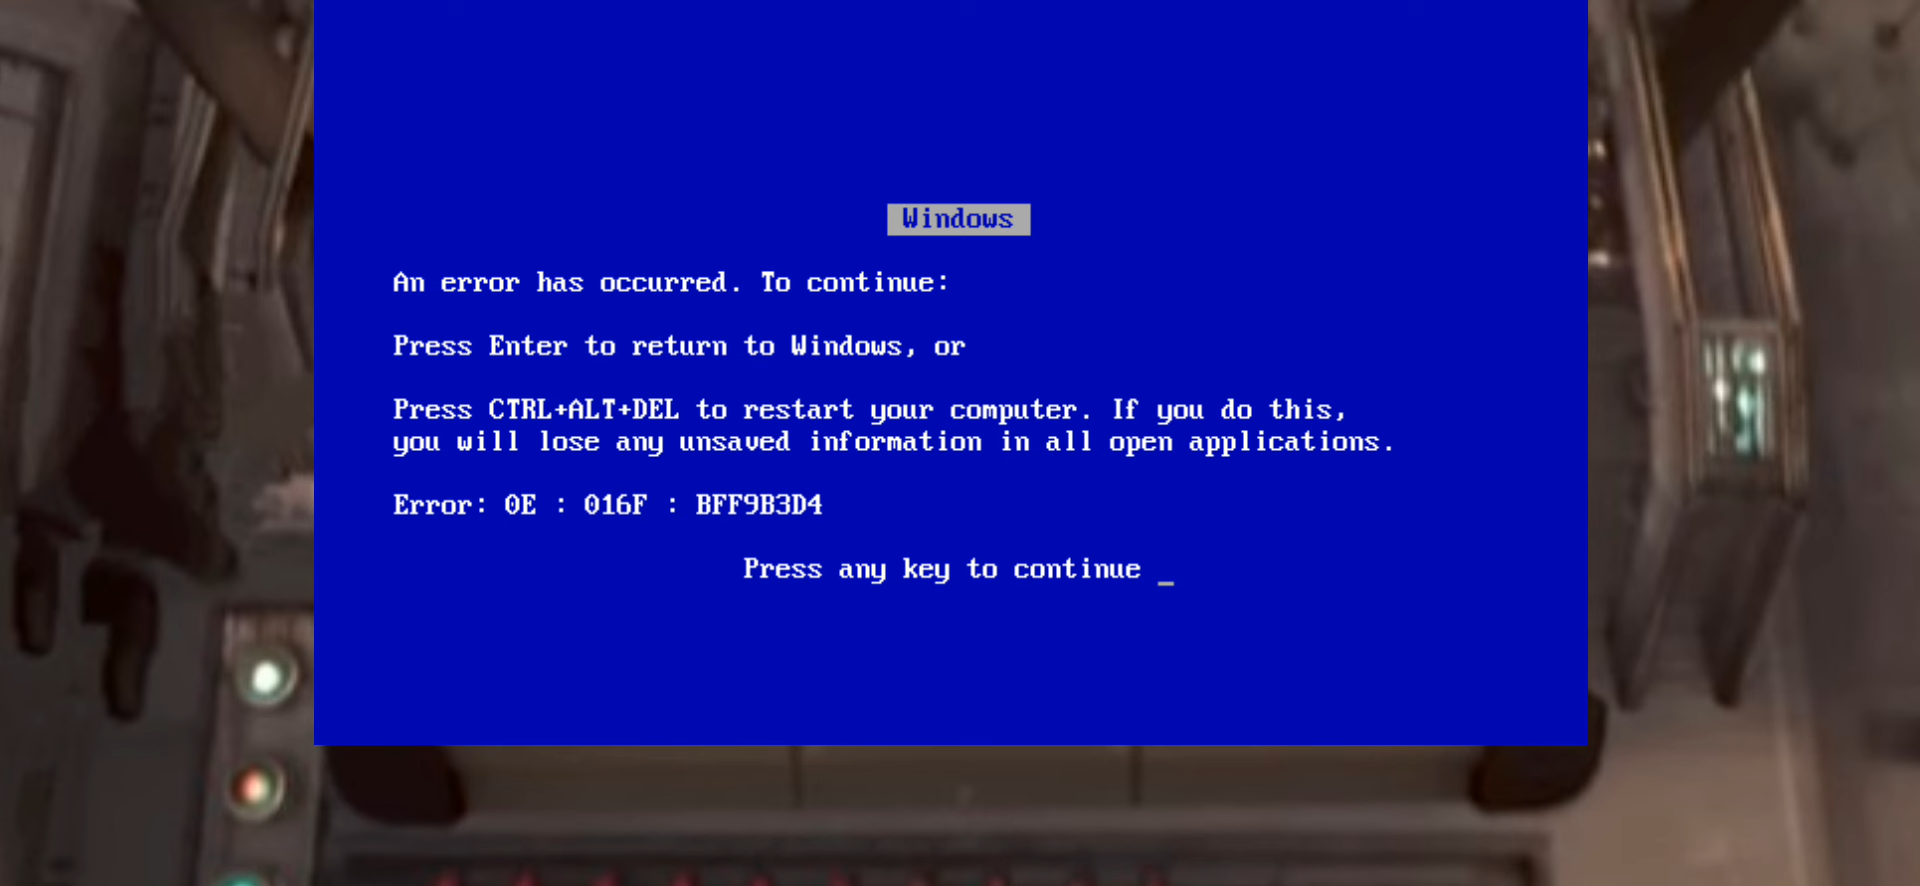 Windows
An error has occurred. To continue:
Press Enter to return to Windows, or
Press CTRL+ALT+DEL to restart your computer. If you do this,
you will lose any unsaved information in all open applications.
Error: 0E : 016F : BFF9B3D4
Press any key to continue _